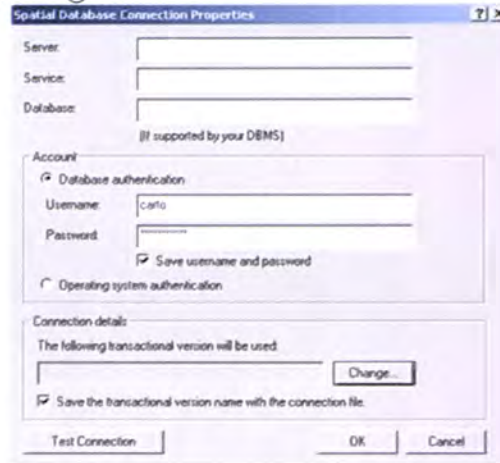 Spatial Database Connection Properties
Server:
Service:
Database:
(If supported by your DBMS)
Account
Database authentication
Username: carto
Password: ************
Save username and password
Operating system authentication
Connection details
The following transactional version will be used:
Change...
Save the transactional version name with the connection file.
Test Connection OK Cancel